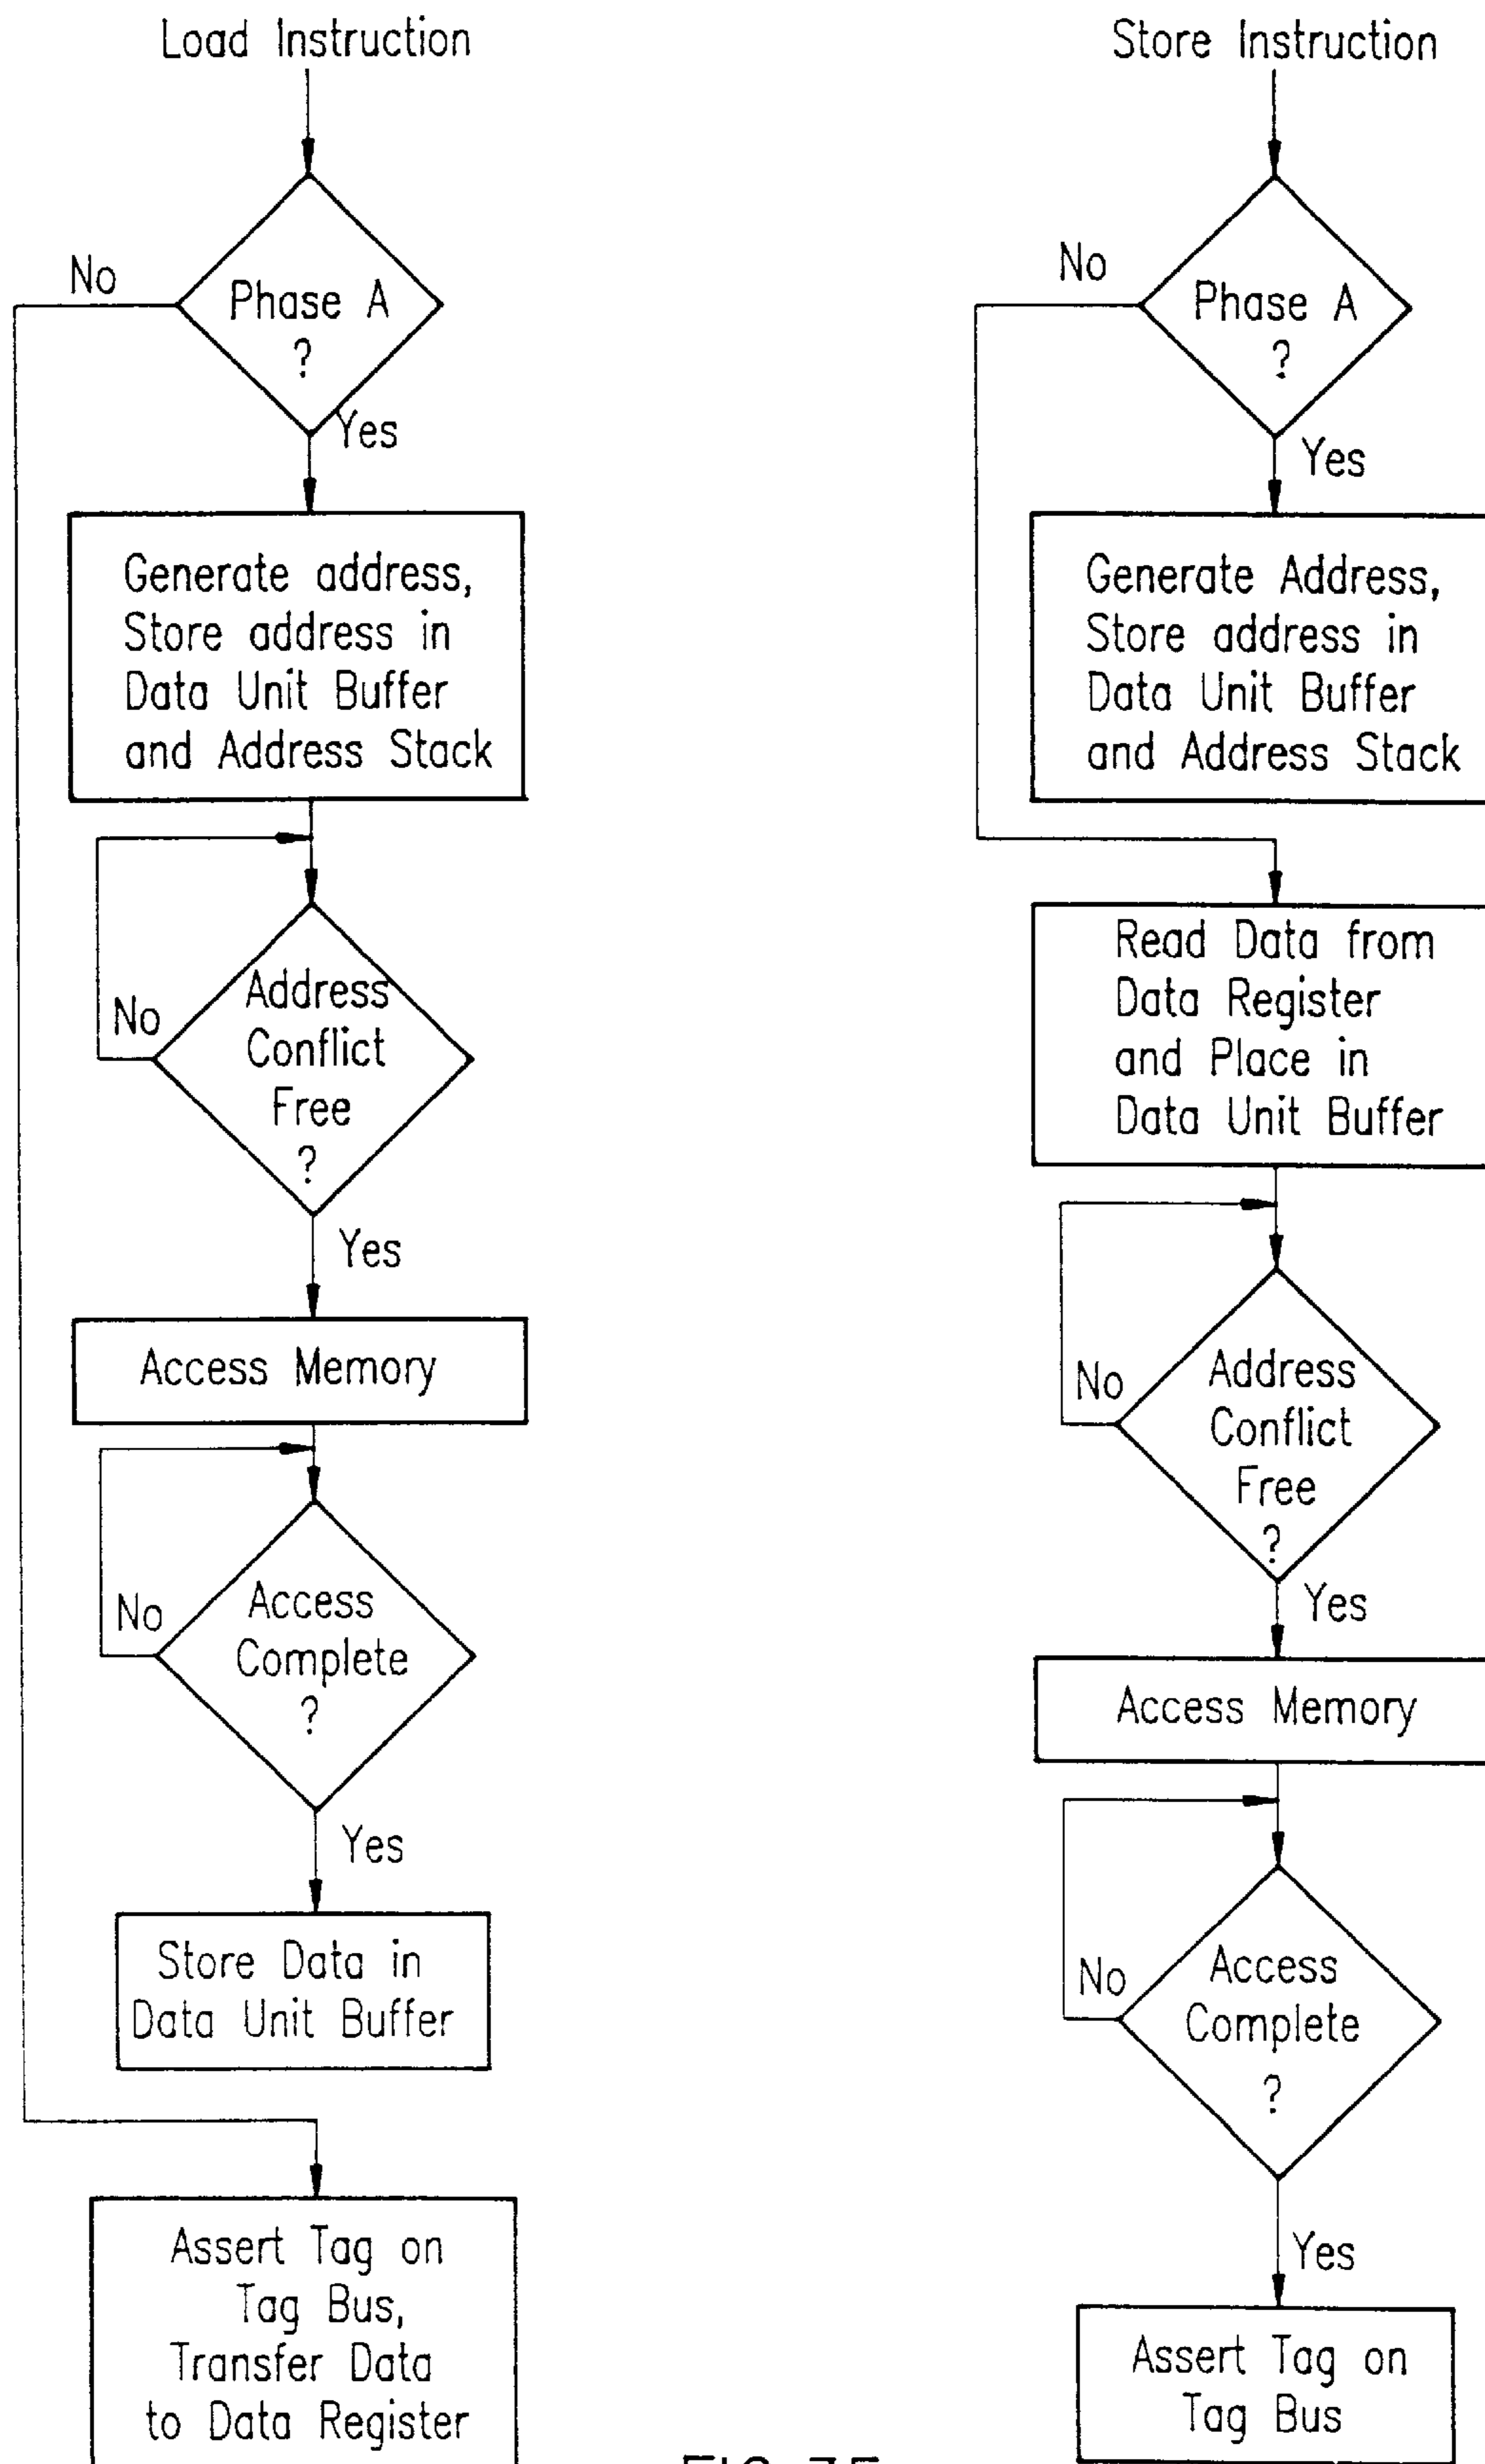 Load Instruction
No
Phase A
?
Yes
Generate address,
Store address in
Data Unit Buffer
and Address Stack
Address
Conflict
Free
?
No
Yes
Access Memory
Access
Complete
?
No
Yes
Store Data in
Data Unit Buffer
Assert Tag on
Tag Bus,
Transfer Data
to Data Register
Store Instruction
No
Phase A
?
Yes
Generate Address,
Store address in
Data Unit Buffer
and Address Stack
Read Data from
Data Register
and Place in
Data Unit Buffer
Address
Conflict
Free
?
No
Yes
Access Memory
Access
Complete
?
No
Yes
Assert Tag on
Tag Bus